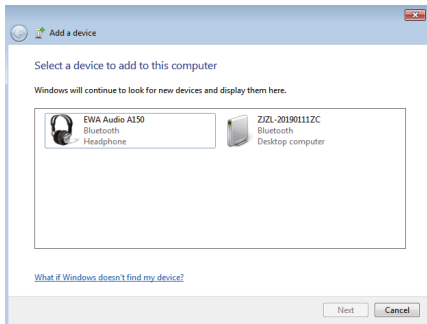 Add a device
Select a device to add to this computer
Windows will continue to look for new devices and display them here.
EWA Audio A150
Bluetooth
Headphone
ZJZL-20190111ZC
Bluetooth
Desktop computer
What if Windows doesn't find my device?
Next
Cancel